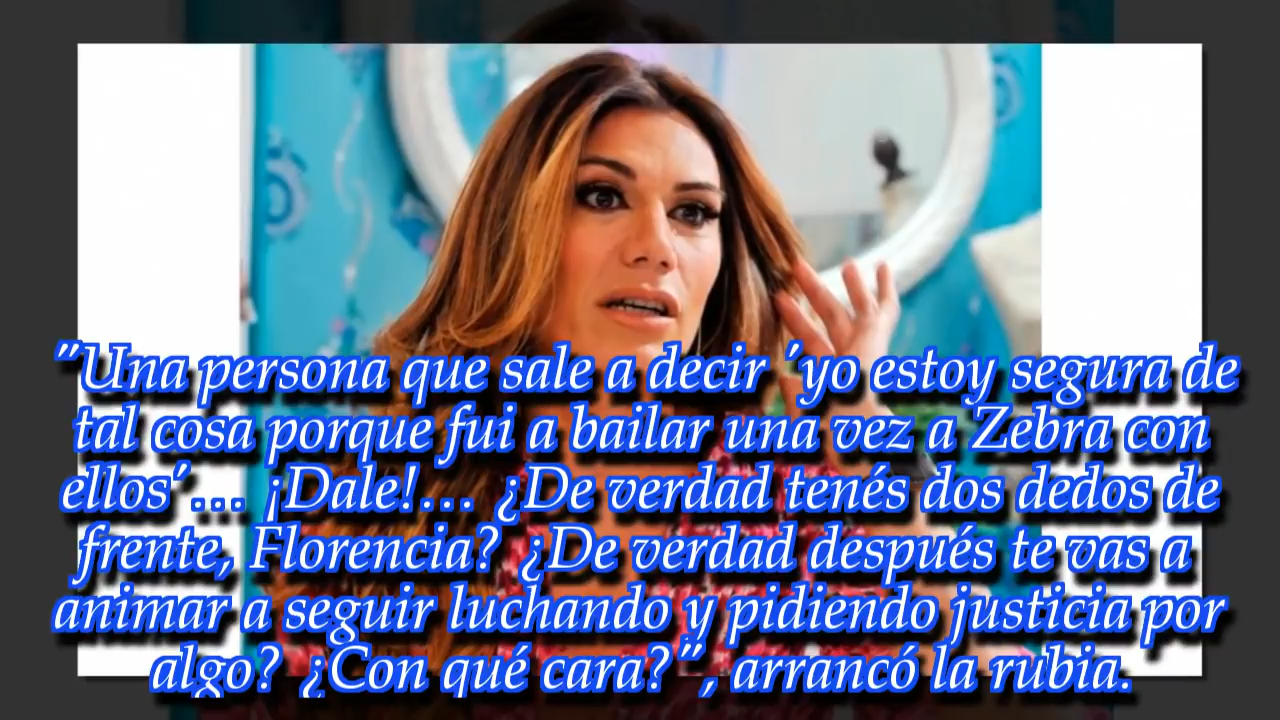 "Una persona que sale a decir 'yo estoy segura de
tal cosa porque fui a bailar una vez a Zebra con
ellos'... ¡Dale!... ¿De verdad tenés dos dedos de
frente, Florencia? ¿De verdad después te vas a
animar a seguir luchando y pidiendo justicia por
algo? ¿Con qué cara?", arrancó la rubia.